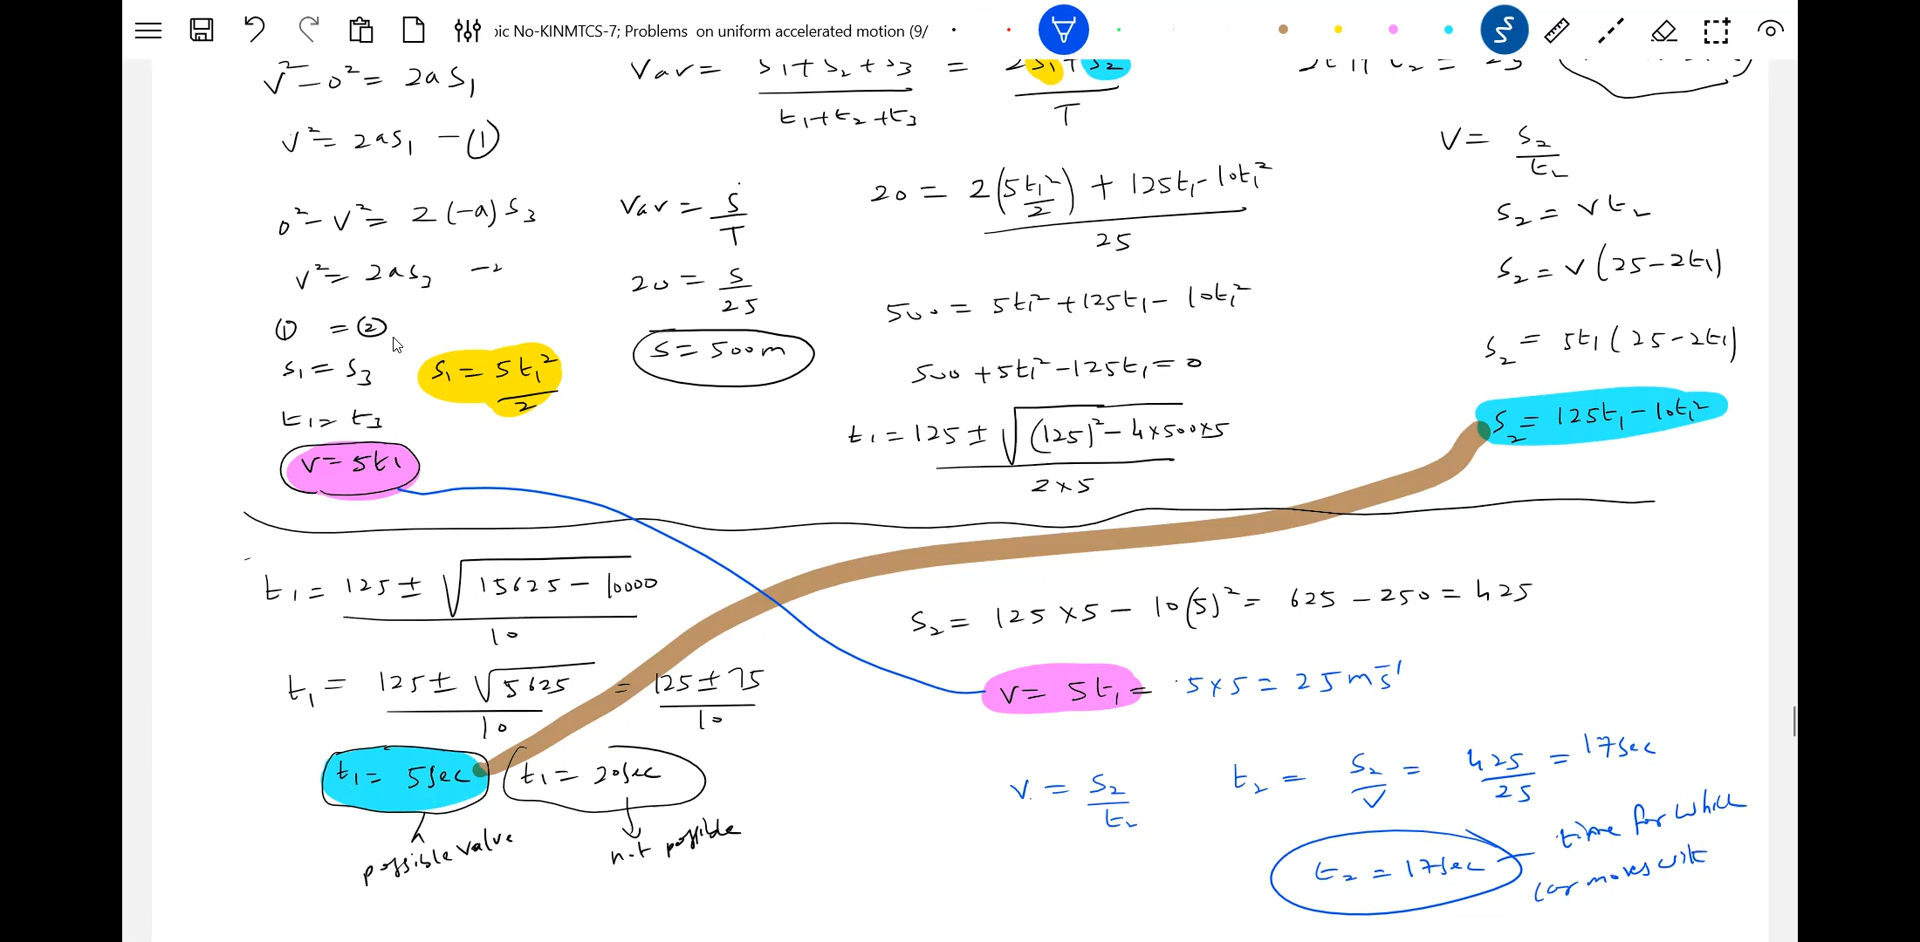 pic No-KINMTCS-7; Problems on uniform accelerated motion (9/
v² - 0² = 2as₁
v² = 2as₁ - ①
0² - v² = 2(-a)s₃
v² = 2as₃ - 2
① = ②
s₁ = s₃
s₁ = 5t₁²/2
t₁ = t₃
v = 5t₁
Var = s₁+s₂+s₃ / t₁+t₂+t₃ = 2s₁+s₂ / T
Var = s/T
20 = s/25
s = 500m
20 = 2(5t₁²/2) + 125t₁ - 10t₁² / 25
500 = 5t₁² + 125t₁ - 10t₁²
500 + 5t₁² - 125t₁ = 0
t₁ = 125 ± √(125)² - 4×500×5 / 2×5
v = s₂/t₂
s₂ = vt₂
s₂ = v(25-2t₁)
s₂ = 5t₁(25-2t₁)
s₂ = 125t₁ - 10t₁²
t₁ = 125 ± √15625 - 10000 / 10
t₁ = 125 ± √5625 / 10 = 125 ± 75 / 10
t₁ = 5sec
t₁ = 20sec
possible value
not possible
s₂ = 125×5 - 10(5)² = 625 - 250 = 425
v = 5t₁ = 5×5 = 25ms⁻¹
v = s₂/t₂
t₂ = s₂/v = 425/25 = 17sec
t₂ = 17sec
time for which
car moves with